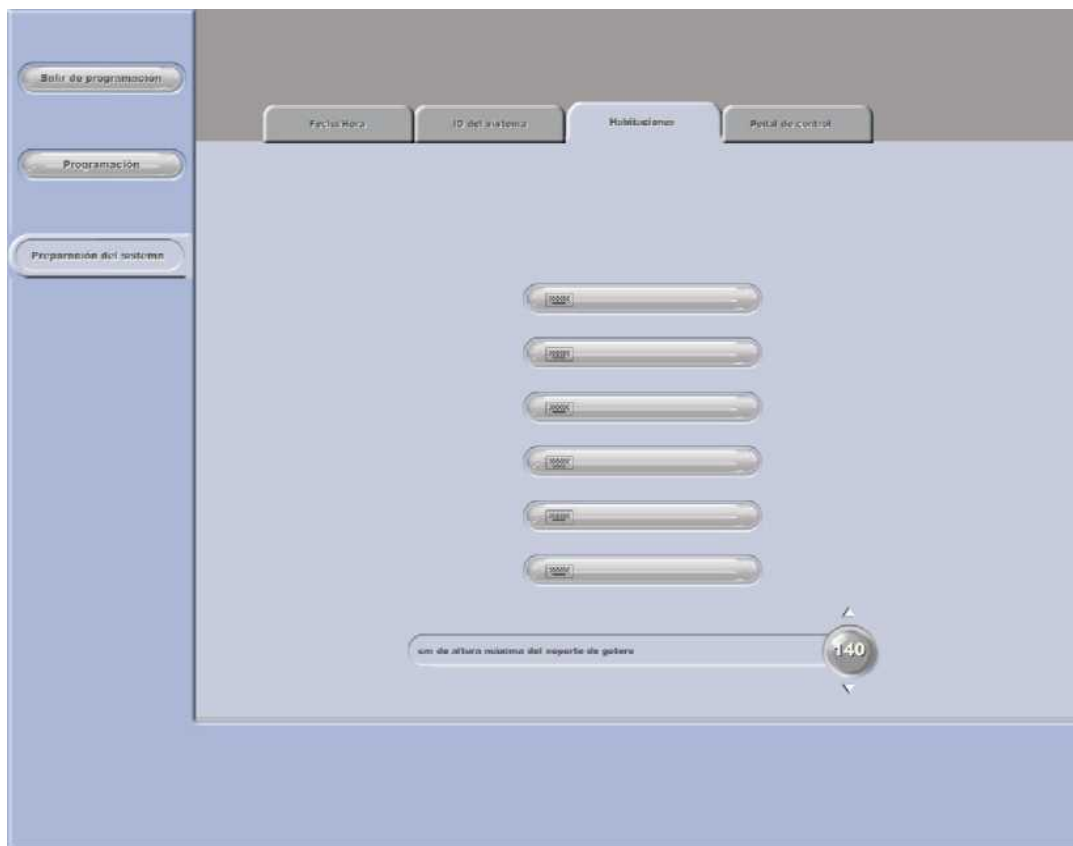 Salir de programación
Fecha Hora
ID del sistema
Habitaciones
Portal de control
Programación
Preparación del sistema
cm de altura máxima del soporte de gotero
140